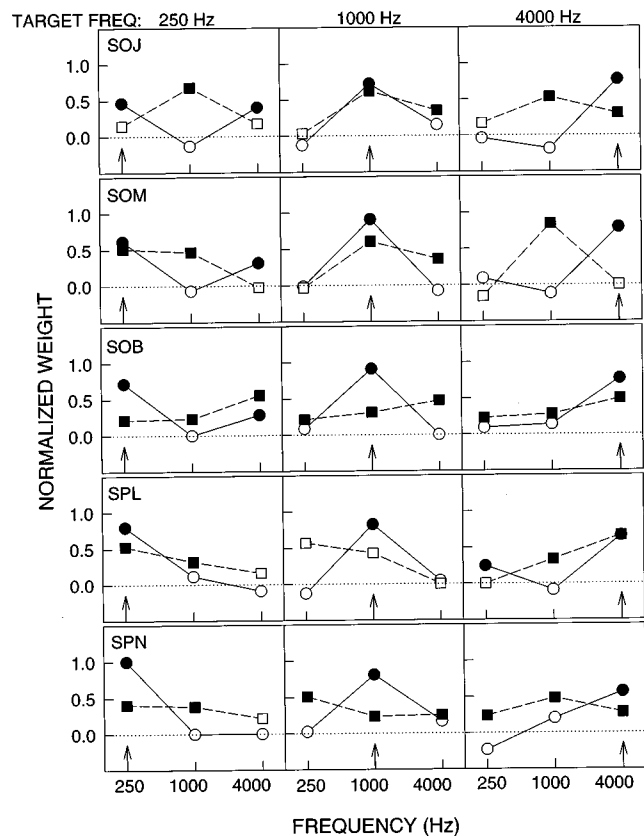 TARGET FREQ: 250 Hz 1000 Hz 4000 Hz
SOJ
1.0
0.5
0.0
SOM
1.0
0.5
0.0
SOB
1.0
0.5
0.0
SPL
1.0
0.5
0.0
SPN
1.0
0.5
0.0
NORMALIZED WEIGHT
250 1000 4000 250 1000 4000 250 1000 4000
FREQUENCY (Hz)